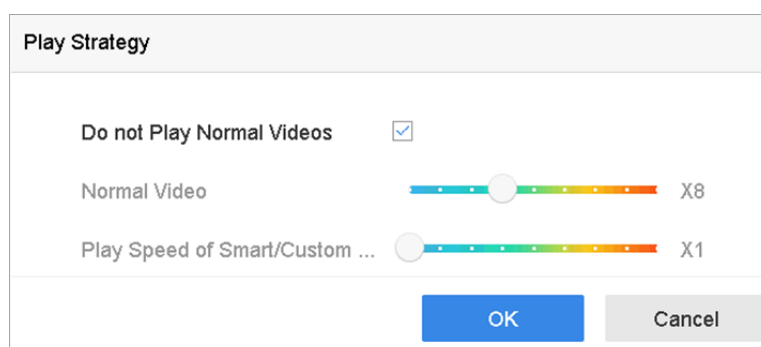 Play Strategy
Do not Play Normal Videos
Normal Video X8
Play Speed of Smart/Custom ... X1
OK Cancel